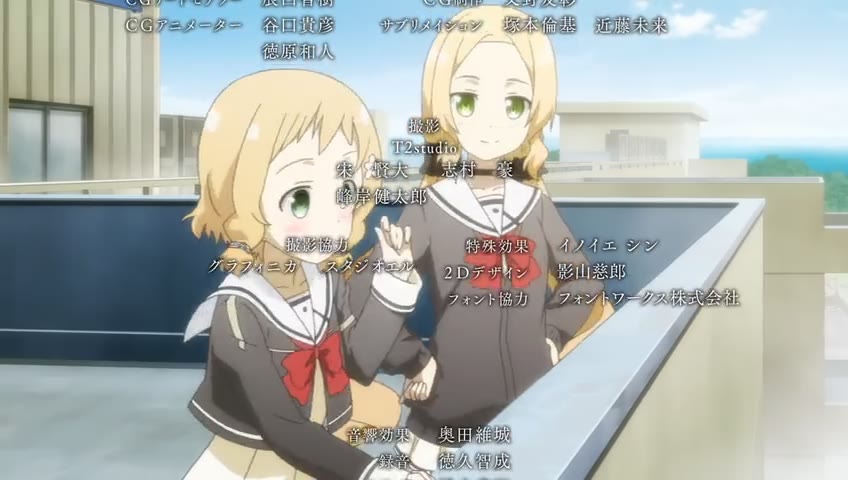 CGアニメーター　谷口貴彦　サブリメイション　塚本倫基　近藤未来
徳原和人
撮影
T2studio
宋　賢大　志村　豪
峰岸健太郎
撮影協力
グラフィニカ　スタジオエル
特殊効果　イノイエ シン
2Dデザイン　影山慈郎
フォント協力　フォントワークス株式会社
音響効果　奥田維城
録音　徳久智成